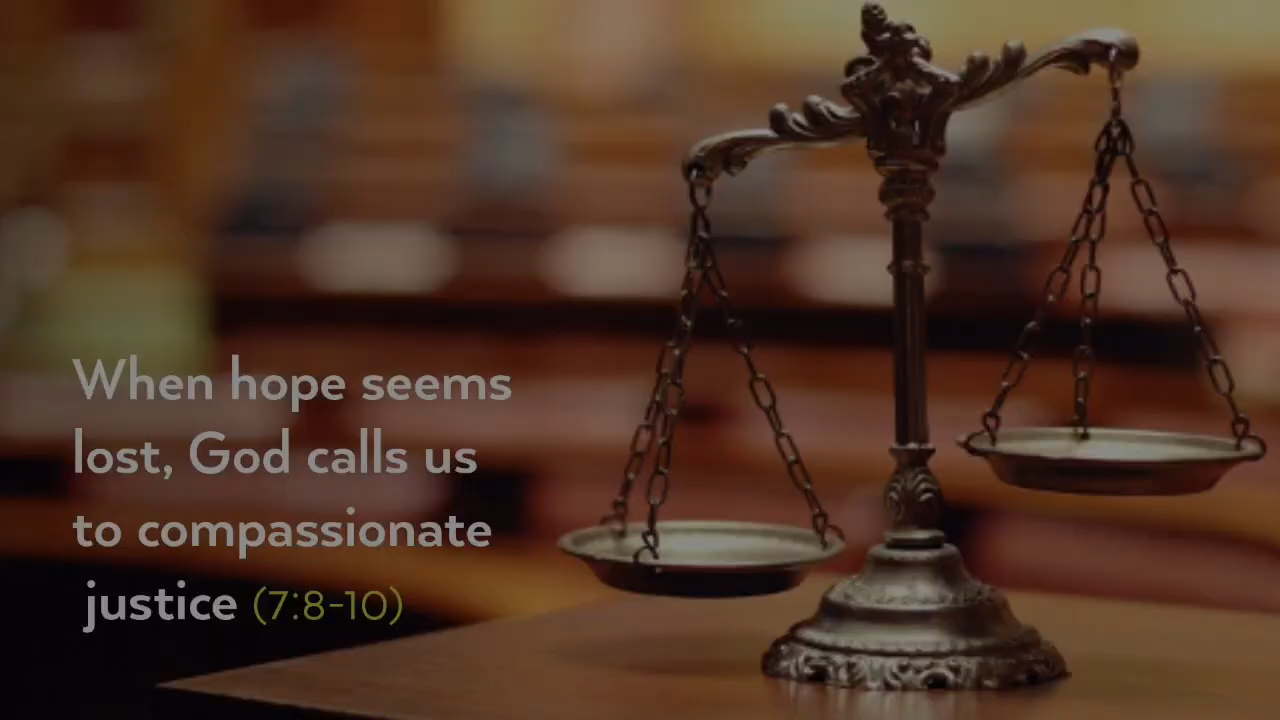 When hope seems
lost, God calls us
to compassionate
justice (7:8-10)